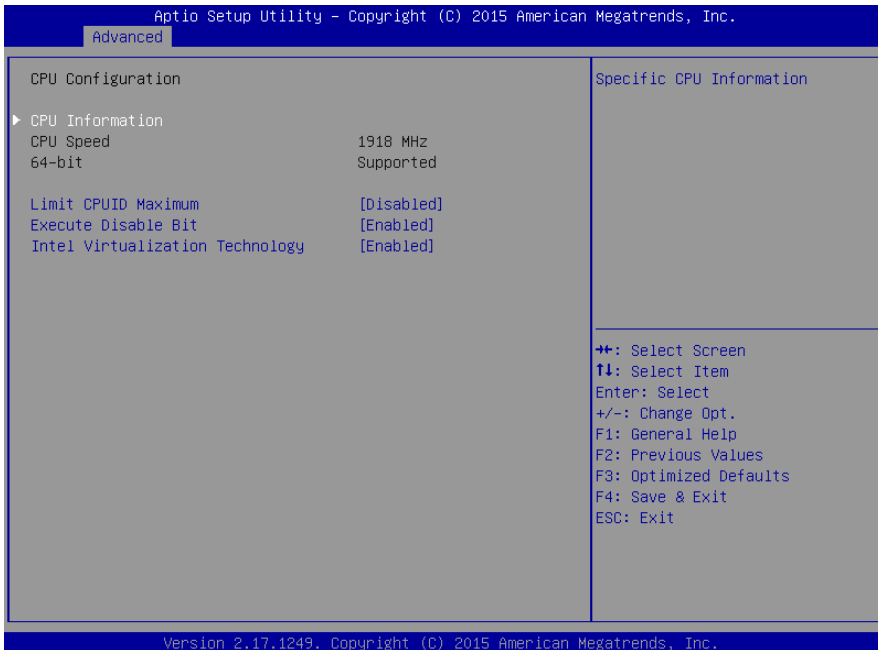 Aptio Setup Utility – Copyright (C) 2015 American Megatrends, Inc.
Advanced
CPU Configuration
CPU Information
CPU Speed 1918 MHz
64-bit Supported
Limit CPUID Maximum [Disabled]
Execute Disable Bit [Enabled]
Intel Virtualization Technology [Enabled]
Specific CPU Information
→←: Select Screen
↑↓: Select Item
Enter: Select
+/-: Change Opt.
F1: General Help
F2: Previous Values
F3: Optimized Defaults
F4: Save & Exit
ESC: Exit
Version 2.17.1249. Copyright (C) 2015 American Megatrends, Inc.